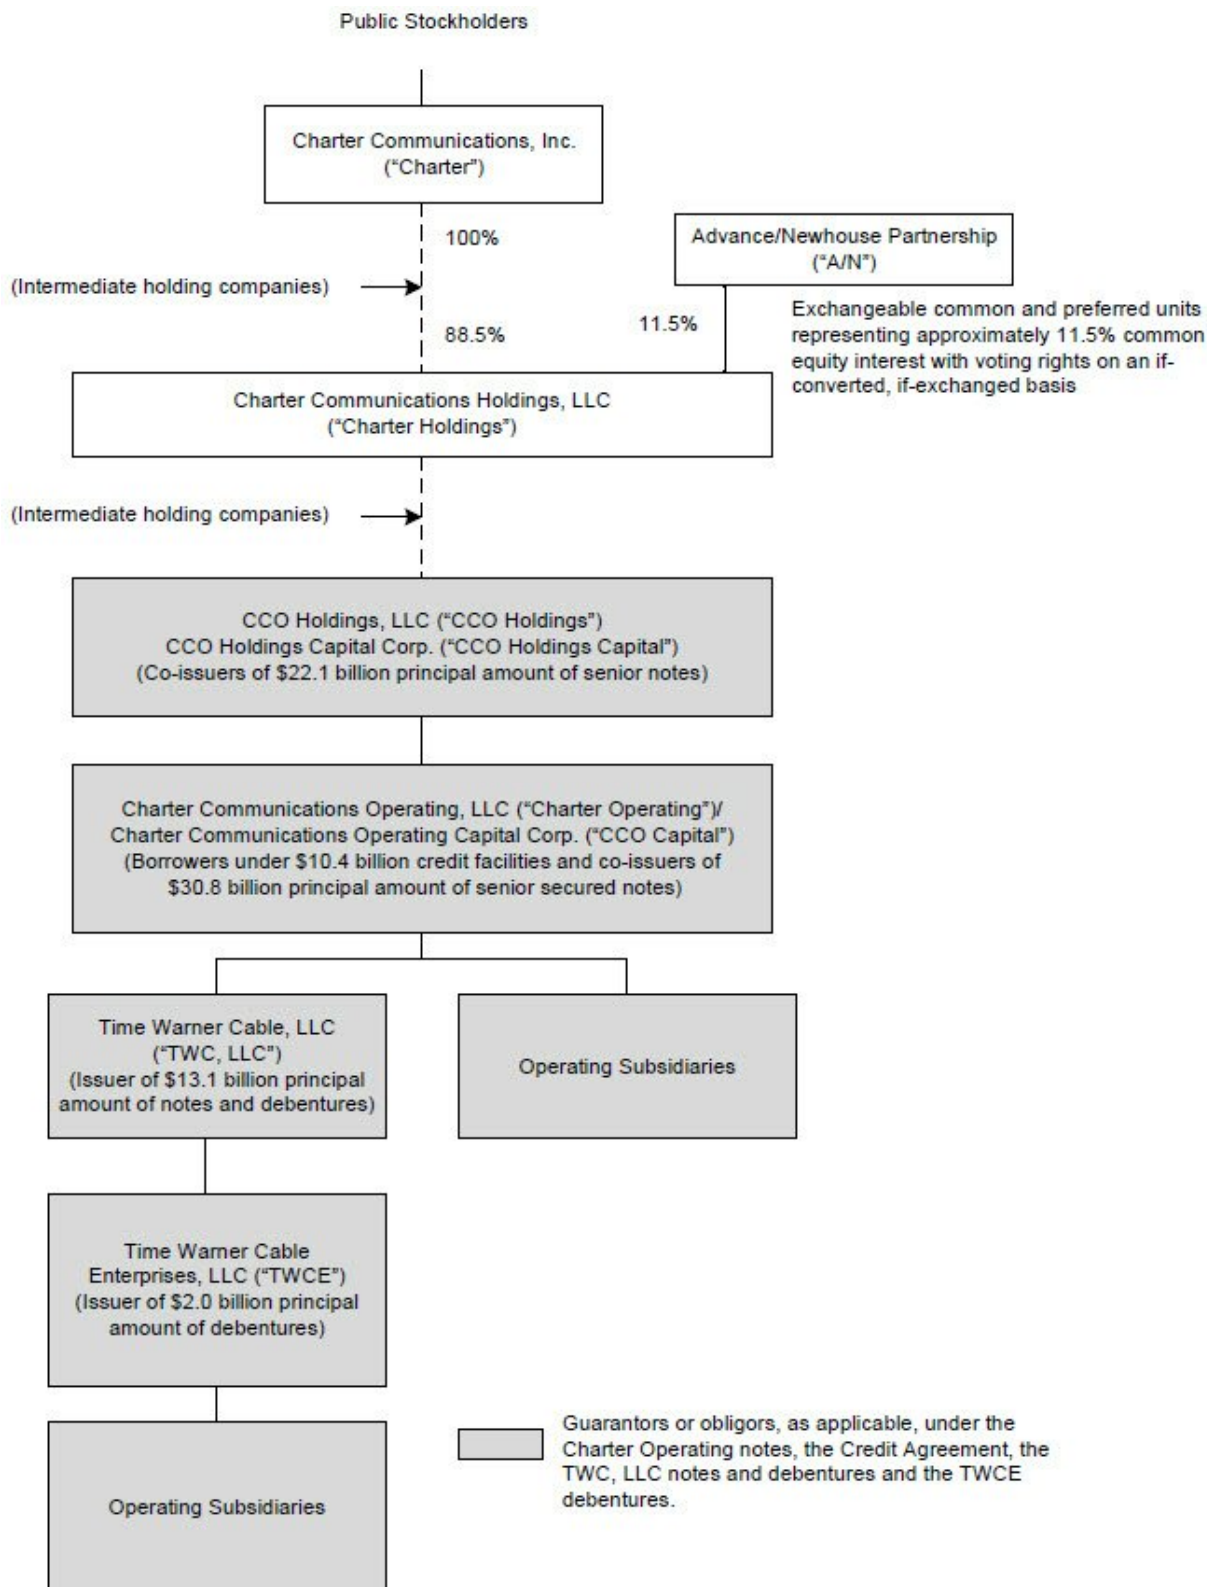 Public Stockholders
Charter Communications, Inc.
(“Charter”)
100%
Advance/Newhouse Partnership
(“A/N”)
(Intermediate holding companies)
88.5%
11.5%
Exchangeable common and preferred units
representing approximately 11.5% common
equity interest with voting rights on an if-
converted, if-exchanged basis
Charter Communications Holdings, LLC
(“Charter Holdings”)
(Intermediate holding companies)
CCO Holdings, LLC (“CCO Holdings”)
CCO Holdings Capital Corp. (“CCO Holdings Capital”)
(Co-issuers of $22.1 billion principal amount of senior notes)
Charter Communications Operating, LLC (“Charter Operating”)/
Charter Communications Operating Capital Corp. (“CCO Capital”)
(Borrowers under $10.4 billion credit facilities and co-issuers of
$30.8 billion principal amount of senior secured notes)
Time Warner Cable, LLC
(“TWC, LLC”)
(Issuer of $13.1 billion principal
amount of notes and debentures)
Operating Subsidiaries
Time Warner Cable
Enterprises, LLC (“TWCE”)
(Issuer of $2.0 billion principal
amount of debentures)
Operating Subsidiaries
Guarantors or obligors, as applicable, under the
Charter Operating notes, the Credit Agreement, the
TWC, LLC notes and debentures and the TWCE
debentures.